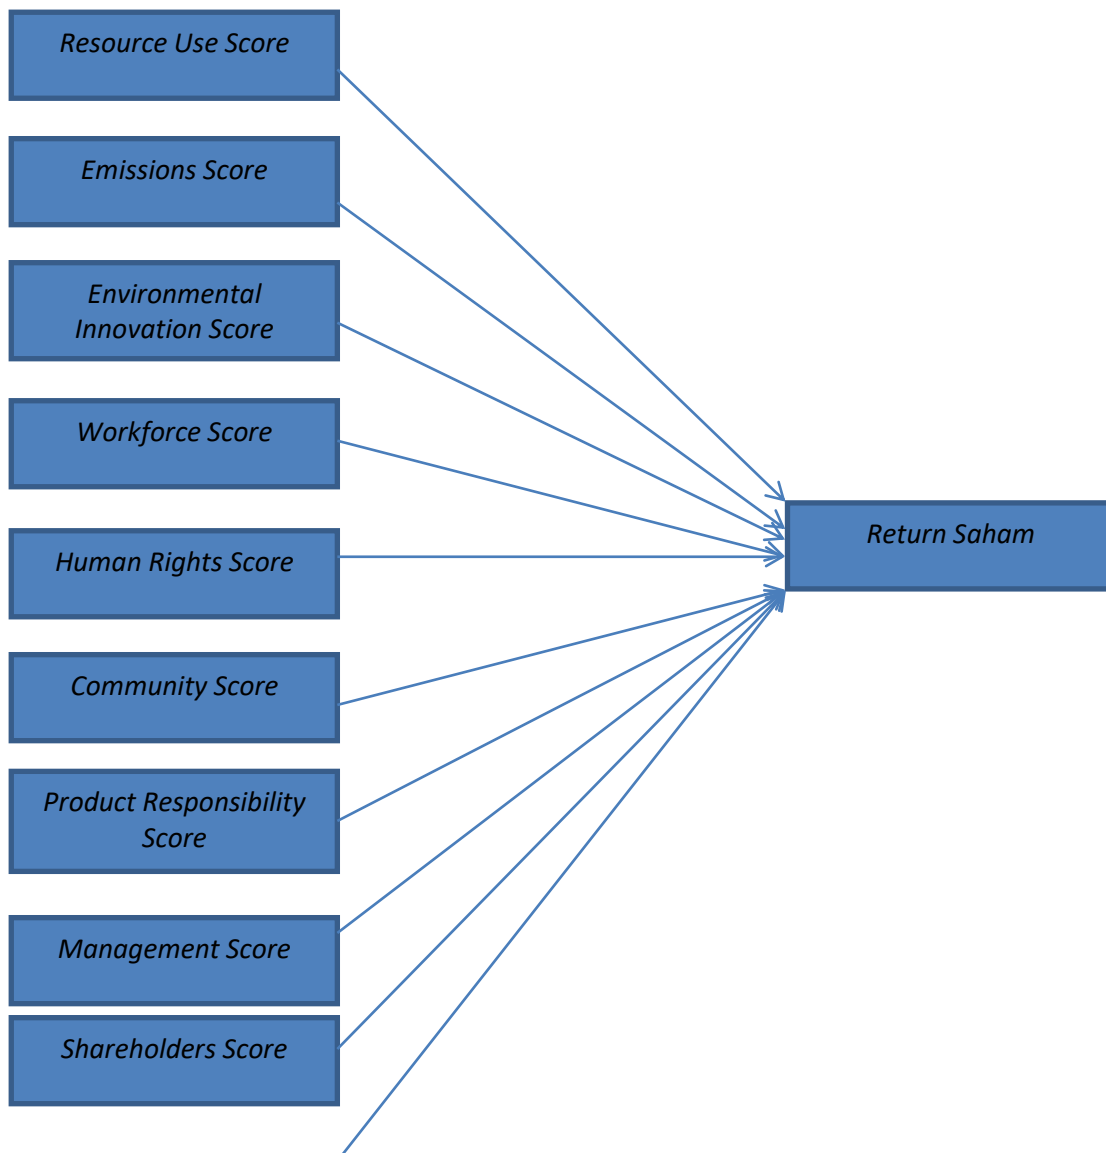 Resource Use Score
Emissions Score
Environmental
Innovation Score
Workforce Score
Return Saham
Human Rights Score
Community Score
Product Responsibility
Score
Management Score
Shareholders Score